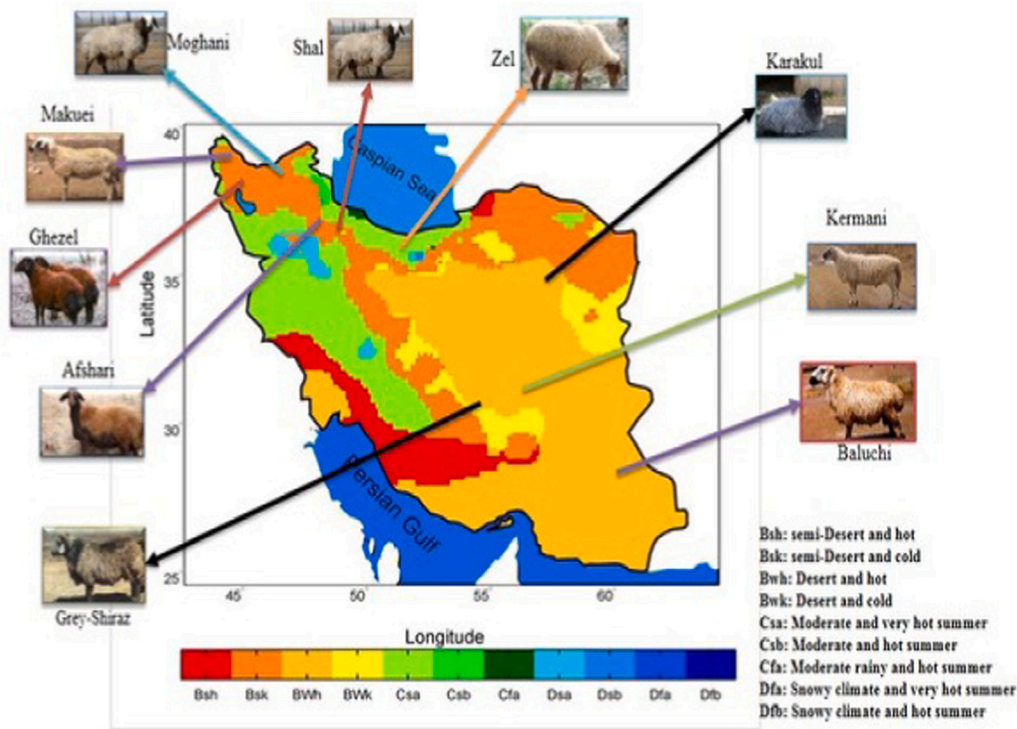 Moghani
Shal
Zel
Karakul
Makuei
40
Caspian Sea
Kermani
Ghezel
35
Latitude
Afshari
30
Baluchi
Persian Gulf
Grey-Shiraz
25
45
50
55
60
Longitude
Bsh
Bsk
BWh
BWk
Csa
Csb
Cfa
Dsa
Dsb
Dfa
Dfb
Bsh: semi-Desert and hot
Bsk: semi-Desert and cold
Bwh: Desert and hot
Bwk: Desert and cold
Csa: Moderate and very hot summer
Csb: Moderate and hot summer
Cfa: Moderate rainy and hot summer
Dfa: Snowy climate and very hot summer
Dfb: Snowy climate and hot summer